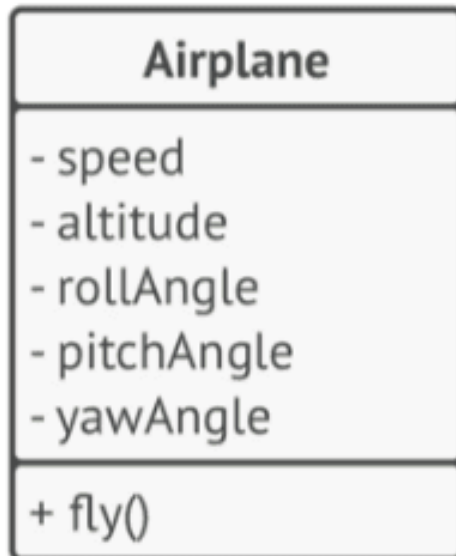 Airplane
- speed
- altitude
- rollAngle
- pitchAngle
- yawAngle
+ fly()